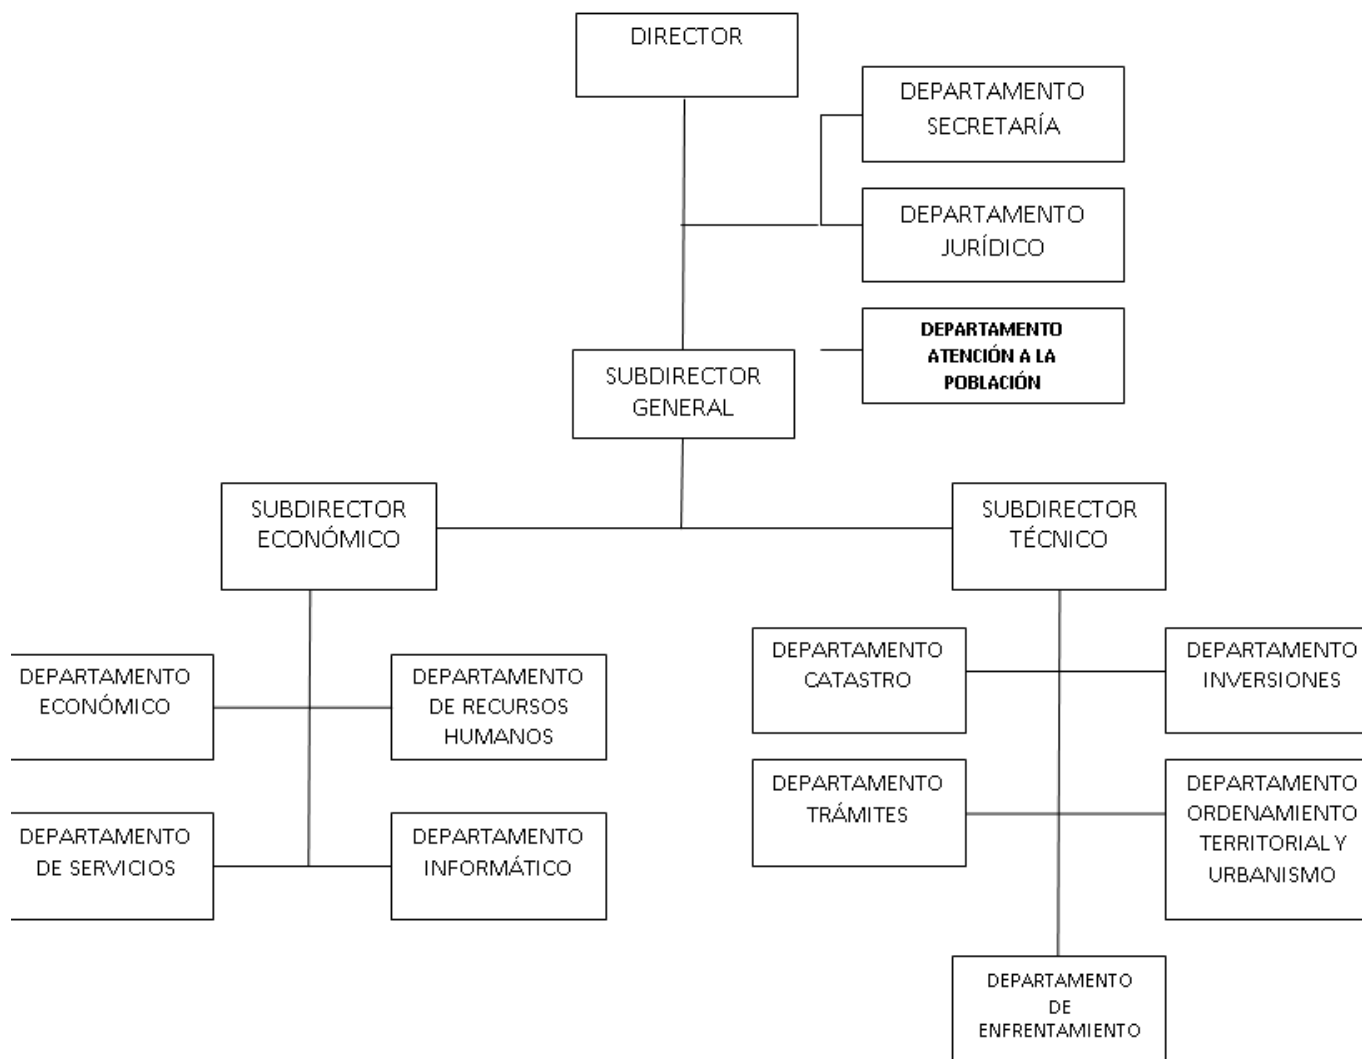 DIRECTOR
DEPARTAMENTO
SECRETARÍA
DEPARTAMENTO
JURÍDICO
DEPARTAMENTO
ATENCIÓN A LA
POBLACIÓN
SUBDIRECTOR
GENERAL
SUBDIRECTOR
ECONÓMICO
SUBDIRECTOR
TÉCNICO
DEPARTAMENTO
ECONÓMICO
DEPARTAMENTO
DE RECURSOS
HUMANOS
DEPARTAMENTO
CATASTRO
DEPARTAMENTO
INVERSIONES
DEPARTAMENTO
DE SERVICIOS
DEPARTAMENTO
INFORMÁTICO
DEPARTAMENTO
TRÁMITES
DEPARTAMENTO
ORDENAMIENTO
TERRITORIAL Y
URBANISMO
DEPARTAMENTO
DE
ENFRENTAMIENTO